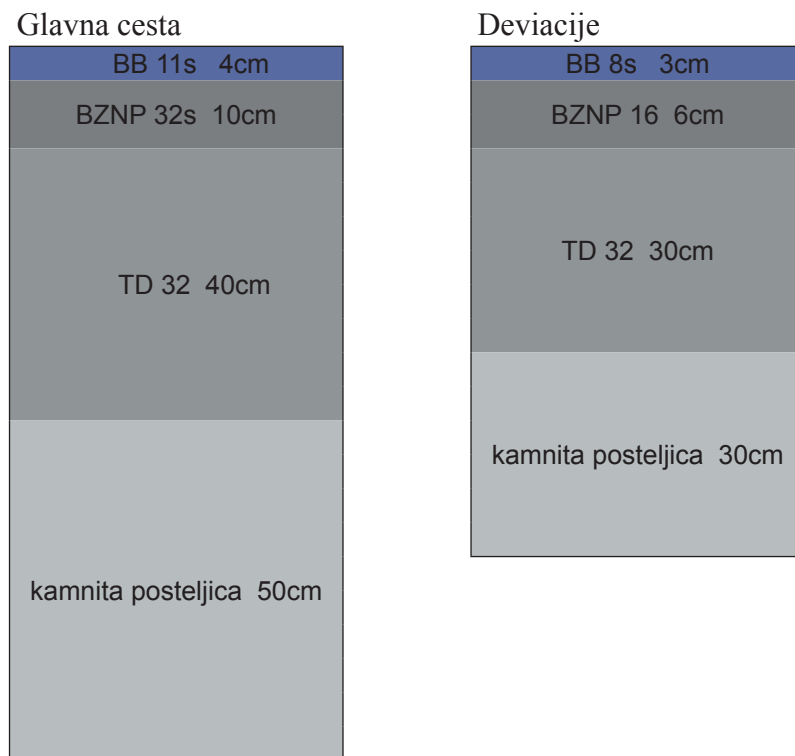 Glavna cesta
BB 11s 4cm
BZNP 32s 10cm
TD 32 40cm
kamnita posteljica 50cm
Deviacije
BB 8s 3cm
BZNP 16 6cm
TD 32 30cm
kamnita posteljica 30cm